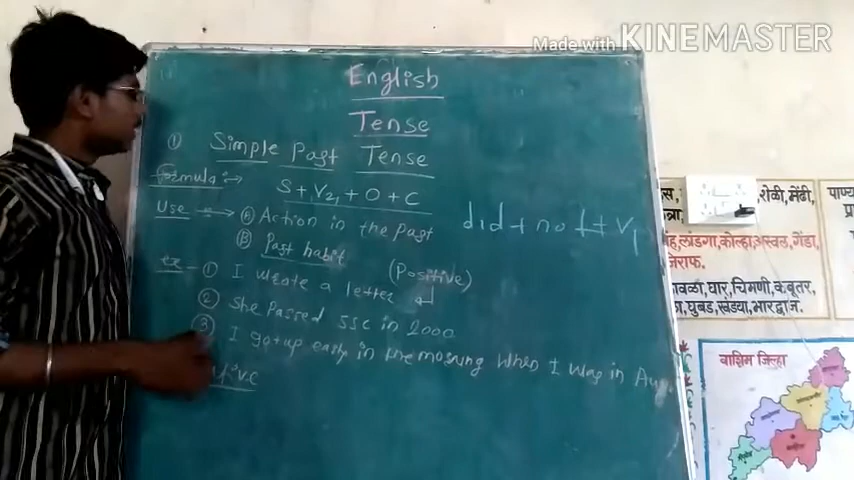 Made with KINEMASTER
English
Tense
① Simple Past Tense
Formula :→
S + V2 + O + C
Use :→ Ⓐ Action in the Past
did + not + V1
Ⓑ Past habit
Ex - ① I wrote a letter (Positive)
② She Passed SSC in 2000
③ I got up early in the morning when I was in
V.C
शेळी, मेंढी,
लांडगा, कोल्हा, अस्वल, गेंडा,
जिराफ.
घार, चिमणी, कबूतर,
घुबड, खंड्या, भारद्वाज.
वाशिम जिल्हा